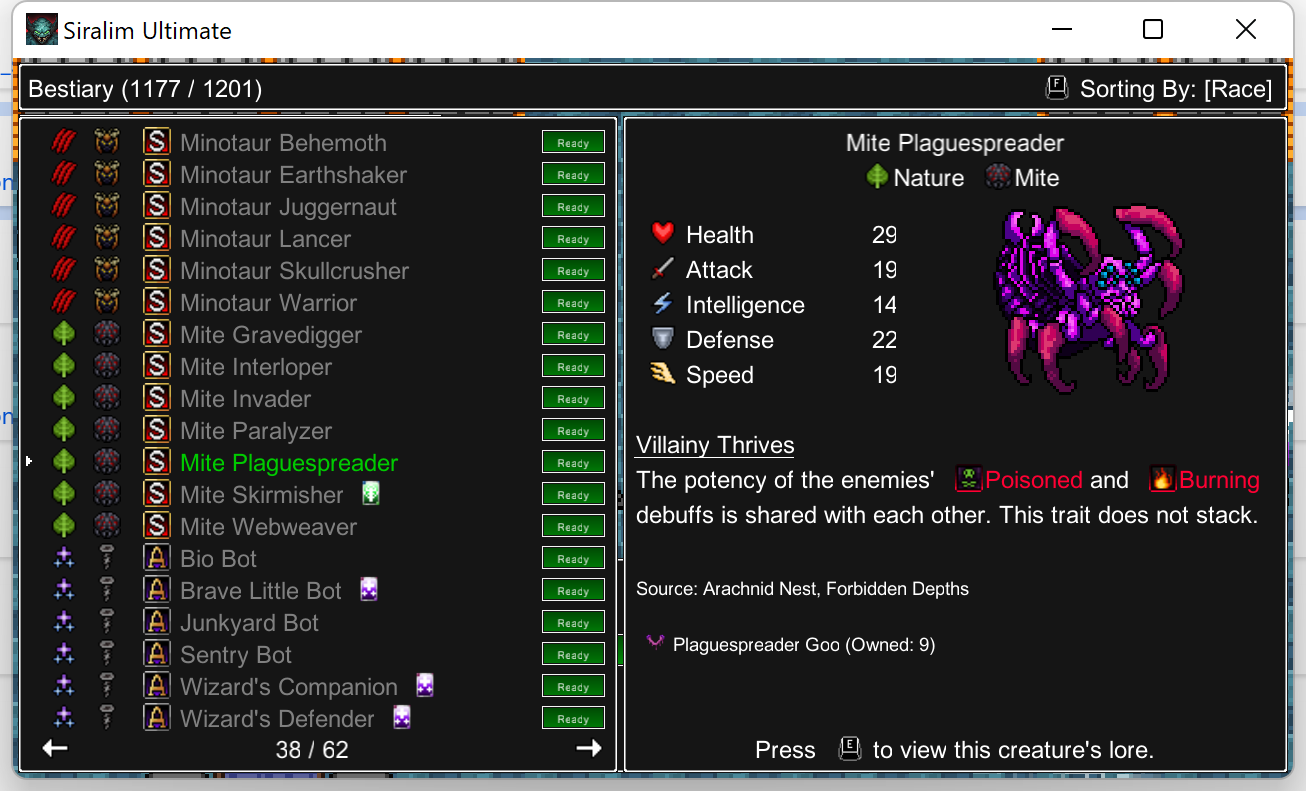 Siralim Ultimate
Bestiary (1177 / 1201)
F Sorting By: [Race]
S Minotaur Behemoth Ready
S Minotaur Earthshaker Ready
S Minotaur Juggernaut Ready
S Minotaur Lancer Ready
S Minotaur Skullcrusher Ready
S Minotaur Warrior Ready
S Mite Gravedigger Ready
S Mite Interloper Ready
S Mite Invader Ready
S Mite Paralyzer Ready
S Mite Plaguespreader Ready
S Mite Skirmisher Ready
S Mite Webweaver Ready
A Bio Bot Ready
A Brave Little Bot Ready
A Junkyard Bot Ready
A Sentry Bot Ready
A Wizard's Companion Ready
A Wizard's Defender Ready
38 / 62
Mite Plaguespreader
Nature Mite
Health 29
Attack 19
Intelligence 14
Defense 22
Speed 19
Villainy Thrives
The potency of the enemies' Poisoned and Burning
debuffs is shared with each other. This trait does not stack.
Source: Arachnid Nest, Forbidden Depths
Plaguespreader Goo (Owned: 9)
Press E to view this creature's lore.